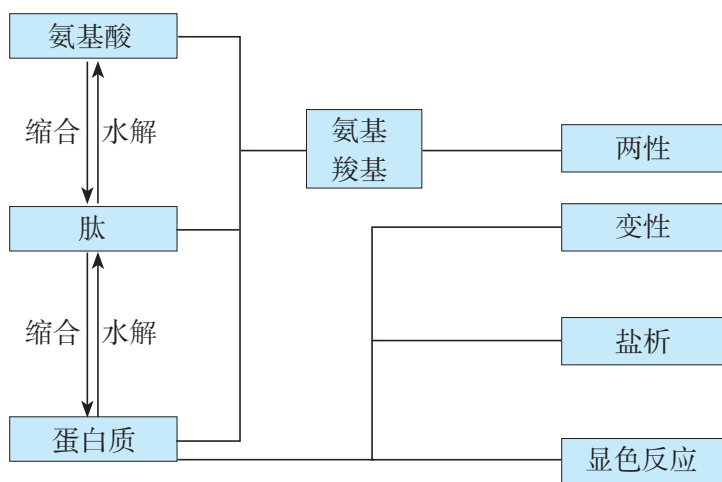 氨基酸
缩合 水解
肽
缩合 水解
蛋白质
氨基
羧基
两性
变性
盐析
显色反应